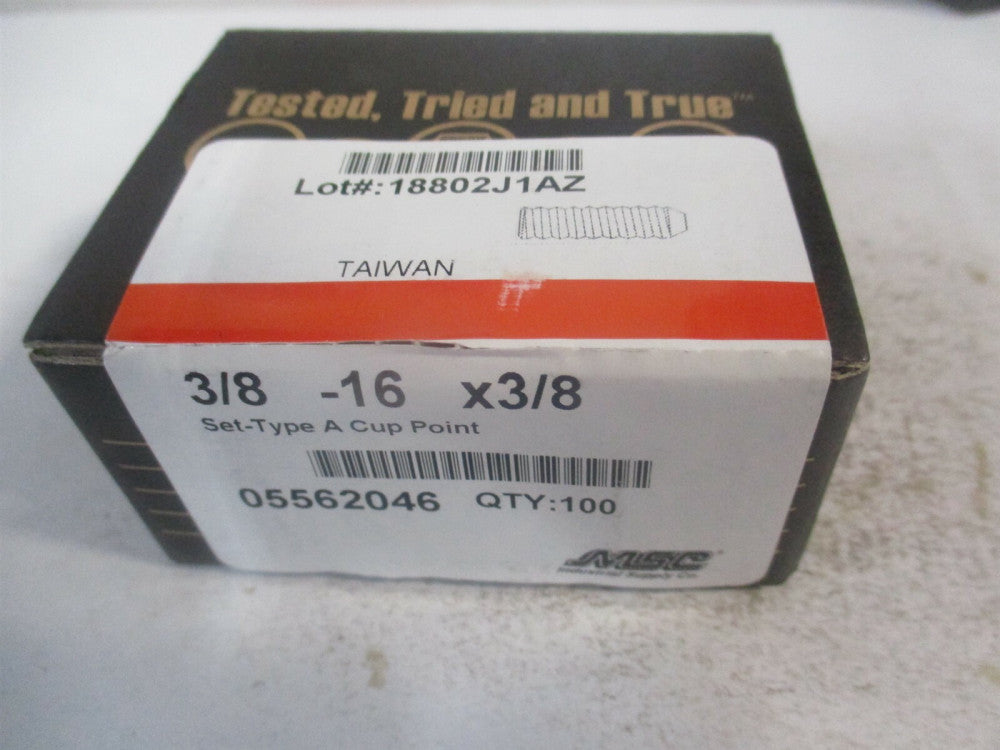 Tested, Tried and True™
Lot#:18802J1AZ
TAIWAN
3/8 -16 x3/8
Set-Type A Cup Point
05562046 QTY:100
MSC®
Industrial Supply Co.